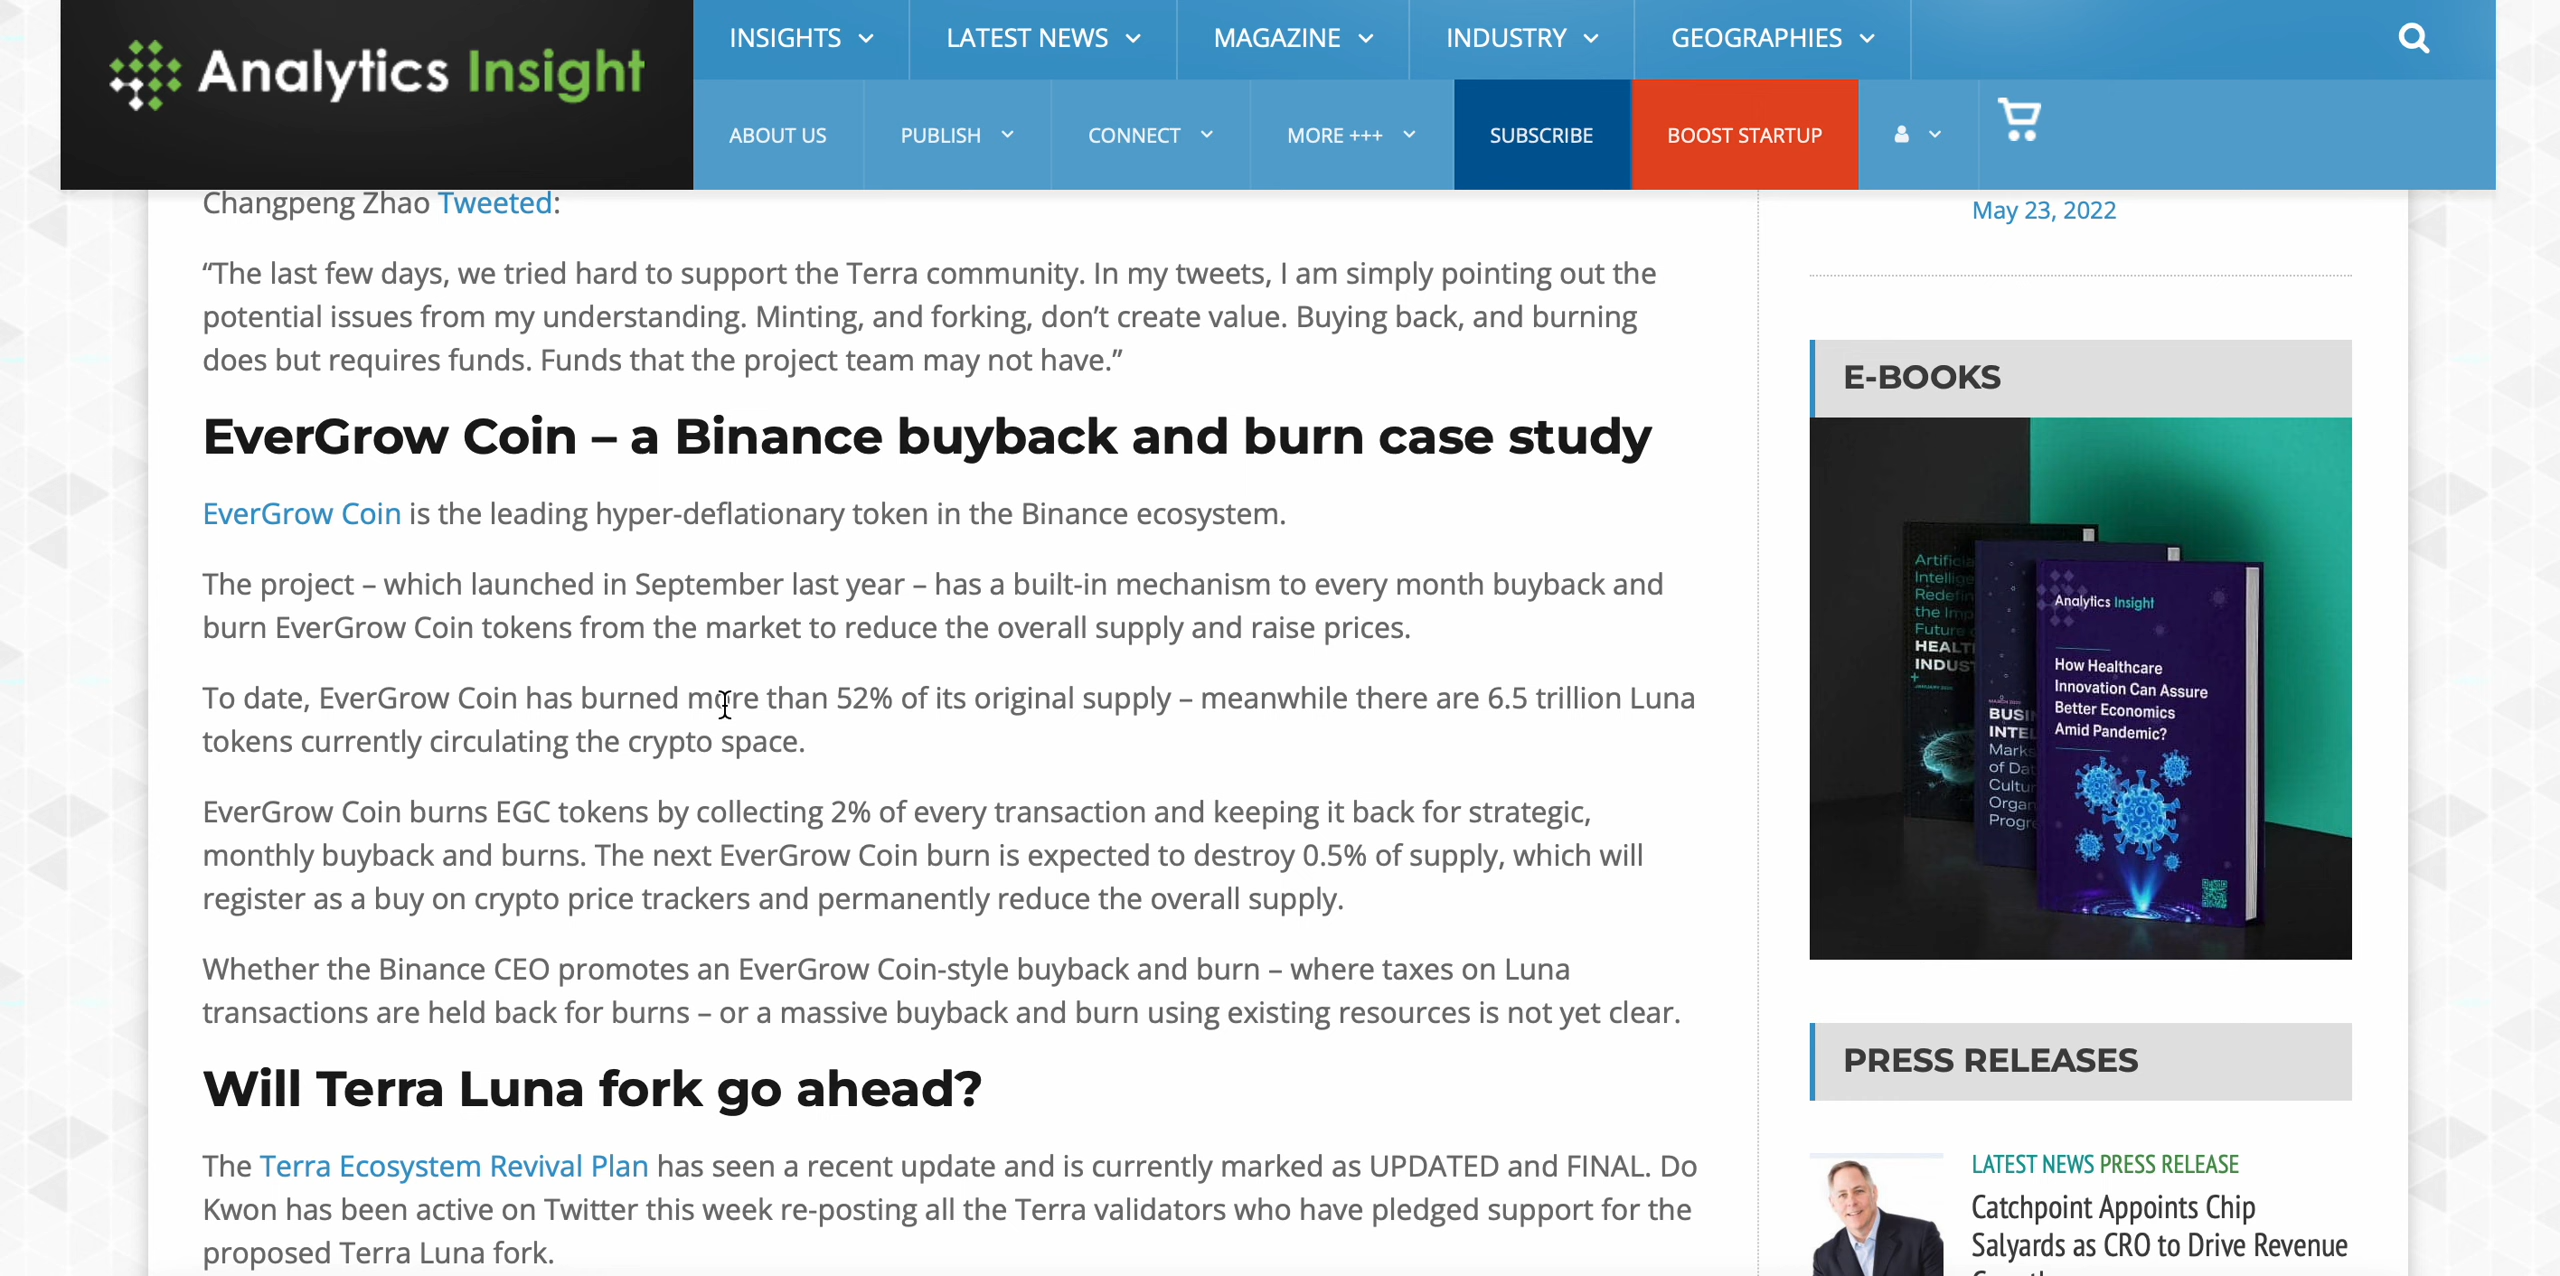 Analytics Insight
INSIGHTS
LATEST NEWS
MAGAZINE
INDUSTRY
GEOGRAPHIES
ABOUT US
PUBLISH
CONNECT
MORE +++
SUBSCRIBE
BOOST STARTUP
Changpeng Zhao Tweeted:
“The last few days, we tried hard to support the Terra community. In my tweets, I am simply pointing out the
potential issues from my understanding. Minting, and forking, don’t create value. Buying back, and burning
does but requires funds. Funds that the project team may not have.”
EverGrow Coin – a Binance buyback and burn case study
EverGrow Coin is the leading hyper-deflationary token in the Binance ecosystem.
The project – which launched in September last year – has a built-in mechanism to every month buyback and
burn EverGrow Coin tokens from the market to reduce the overall supply and raise prices.
To date, EverGrow Coin has burned more than 52% of its original supply – meanwhile there are 6.5 trillion Luna
tokens currently circulating the crypto space.
EverGrow Coin burns EGC tokens by collecting 2% of every transaction and keeping it back for strategic,
monthly buyback and burns. The next EverGrow Coin burn is expected to destroy 0.5% of supply, which will
register as a buy on crypto price trackers and permanently reduce the overall supply.
Whether the Binance CEO promotes an EverGrow Coin-style buyback and burn – where taxes on Luna
transactions are held back for burns – or a massive buyback and burn using existing resources is not yet clear.
Will Terra Luna fork go ahead?
The Terra Ecosystem Revival Plan has seen a recent update and is currently marked as UPDATED and FINAL. Do
Kwon has been active on Twitter this week re-posting all the Terra validators who have pledged support for the
proposed Terra Luna fork.
May 23, 2022
E-BOOKS
Artificia
Intellige
Redefin
the Imp
Future
HEALT
INDUS
BUSI
INTEL
Marks
of Dat
Cultur
Organ
Progre
Analytics Insight
How Healthcare
Innovation Can Assure
Better Economics
Amid Pandemic?
PRESS RELEASES
LATEST NEWS PRESS RELEASE
Catchpoint Appoints Chip
Salyards as CRO to Drive Revenue